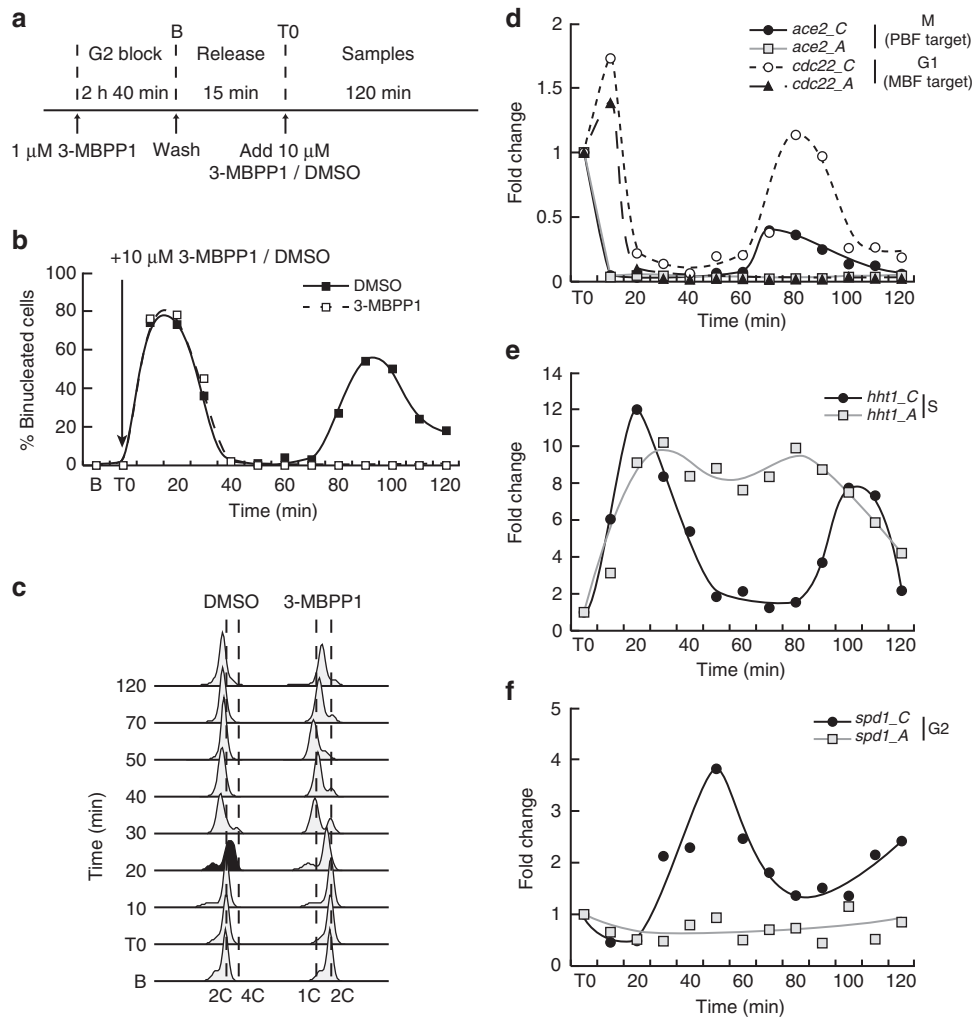 a
B
T0
G2 block
Release
Samples
2 h 40 min
15 min
120 min
1 μM 3-MBPP1
Wash
Add 10 μM
3-MBPP1 / DMSO
b
+10 μM 3-MBPP1 / DMSO
DMSO
3-MBPP1
% Binucleated cells
100
80
60
40
20
0
B T0 20 40 60 80 100 120
Time (min)
c
DMSO
3-MBPP1
Time (min)
120
70
50
40
30
20
10
T0
B
2C 4C 1C 2C
d
ace2_C
ace2_A
cdc22_C
cdc22_A
M
(PBF target)
G1
(MBF target)
Fold change
2
1.5
1
0.5
0
T0 20 40 60 80 100 120
Time (min)
e
hht1_C
hht1_A
S
Fold change
14
12
10
8
6
4
2
0
T0 20 40 60 80 100 120
Time (min)
f
spd1_C
spd1_A
G2
Fold change
5
4
3
2
1
0
T0 20 40 60 80 100 120
Time (min)